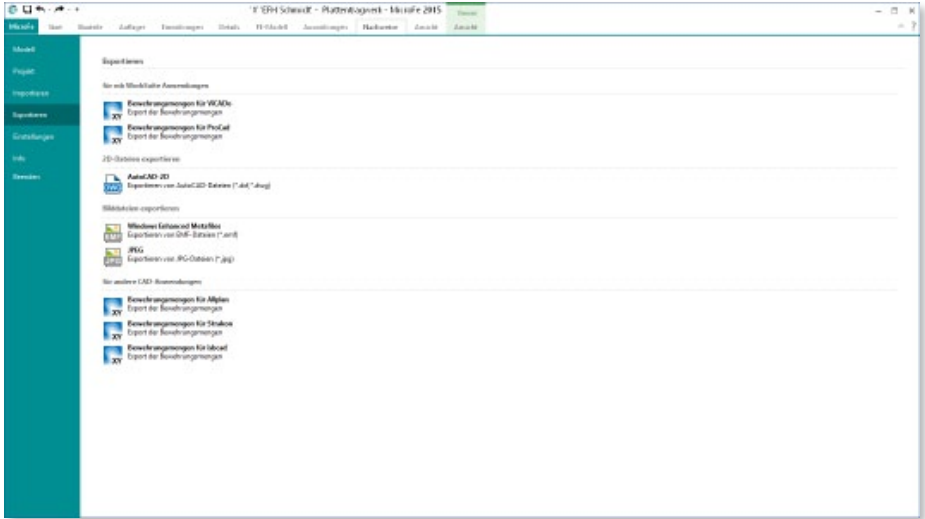 "EFH Schmidt" - Plattentragwerk - MicroFe 2015
MicroFe Start Bauteile Auflager Einwirkungen Details FE-Modell Auswertungen Nachweise Ansicht Ansicht
Modell
Projekt
Importieren
Exportieren
Einstellungen
Info
Beenden
Exportieren
für mb WorkSuite Anwendungen
Bewehrungsmengen für ViCADo
Export der Bewehrungsmengen
Bewehrungsmengen für ProCad
Export der Bewehrungsmengen
2D-Dateien exportieren
AutoCAD-2D
Exportieren von AutoCAD-Dateien (*.dxf,*.dwg)
Bilddateien exportieren
Windows Enhanced Metafiles
Exportieren von EMF-Dateien (*.emf)
JPEG
Exportieren von JPG-Dateien (*.jpg)
für andere CAD-Anwendungen
Bewehrungsmengen für Allplan
Export der Bewehrungsmengen
Bewehrungsmengen für Strakon
Export der Bewehrungsmengen
Bewehrungsmengen für Isbcad
Export der Bewehrungsmengen